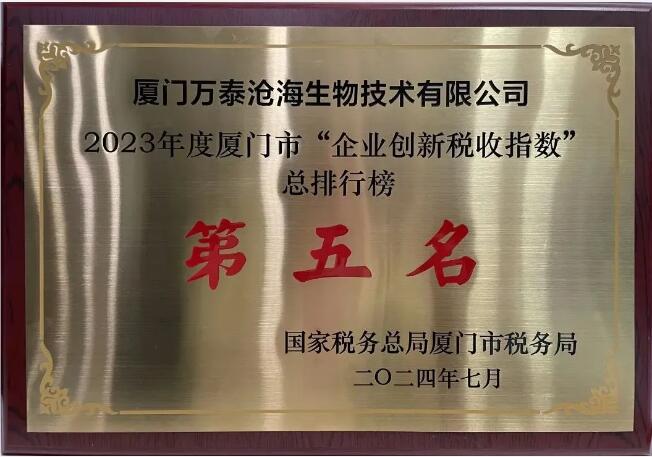 厦门万泰沧海生物技术有限公司
2023年度厦门市“企业创新税收指数”
总排行榜
第五名
国家税务总局厦门市税务局
二〇二四年七月